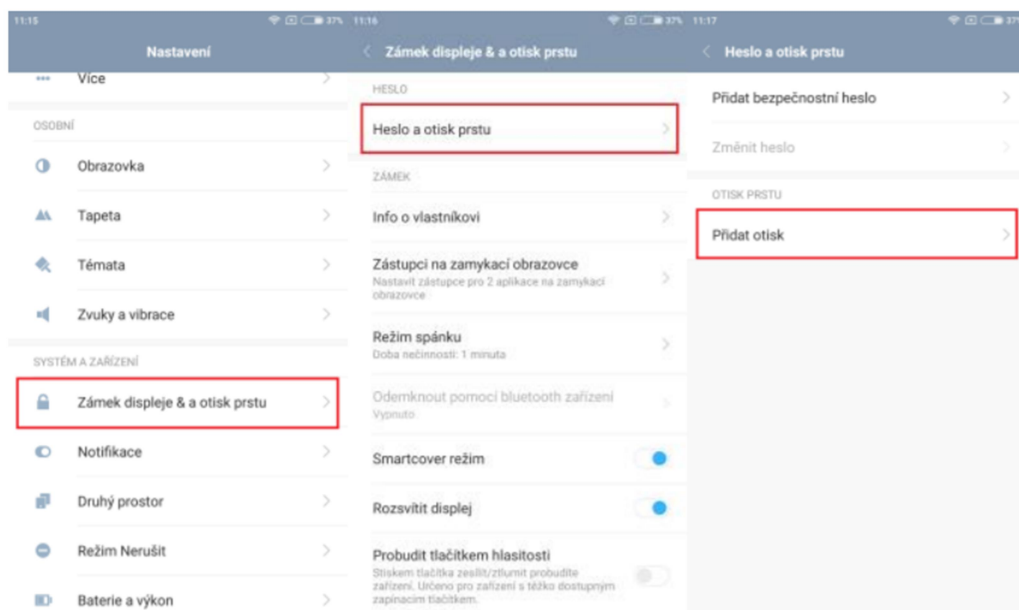 11:15
37%
Nastavení
Více
OSOBNÍ
Obrazovka
Tapeta
Témata
Zvuky a vibrace
SYSTÉM A ZAŘÍZENÍ
Zámek displeje & a otisk prstu
Notifikace
Druhý prostor
Režim Nerušit
Baterie a výkon
11:16
37%
Zámek displeje & a otisk prstu
HESLO
Heslo a otisk prstu
ZÁMEK
Info o vlastníkovi
Zástupci na zamykací obrazovce
Nastavit zástupce pro 2 aplikace na zamykací
obrazovce
Režim spánku
Doba nečinnosti: 1 minuta
Odemknout pomocí bluetooth zařízení
Vypnuto
Smartcover režim
Rozsvítit displej
Probudit tlačítkem hlasitosti
Stiskem tlačítka zesílit/ztlumit probudíte
zařízení. Určeno pro zařízení s těžko dostupným
zapínacím tlačítkem.
11:17
37%
Heslo a otisk prstu
Přidat bezpečnostní heslo
Změnit heslo
OTISK PRSTU
Přidat otisk